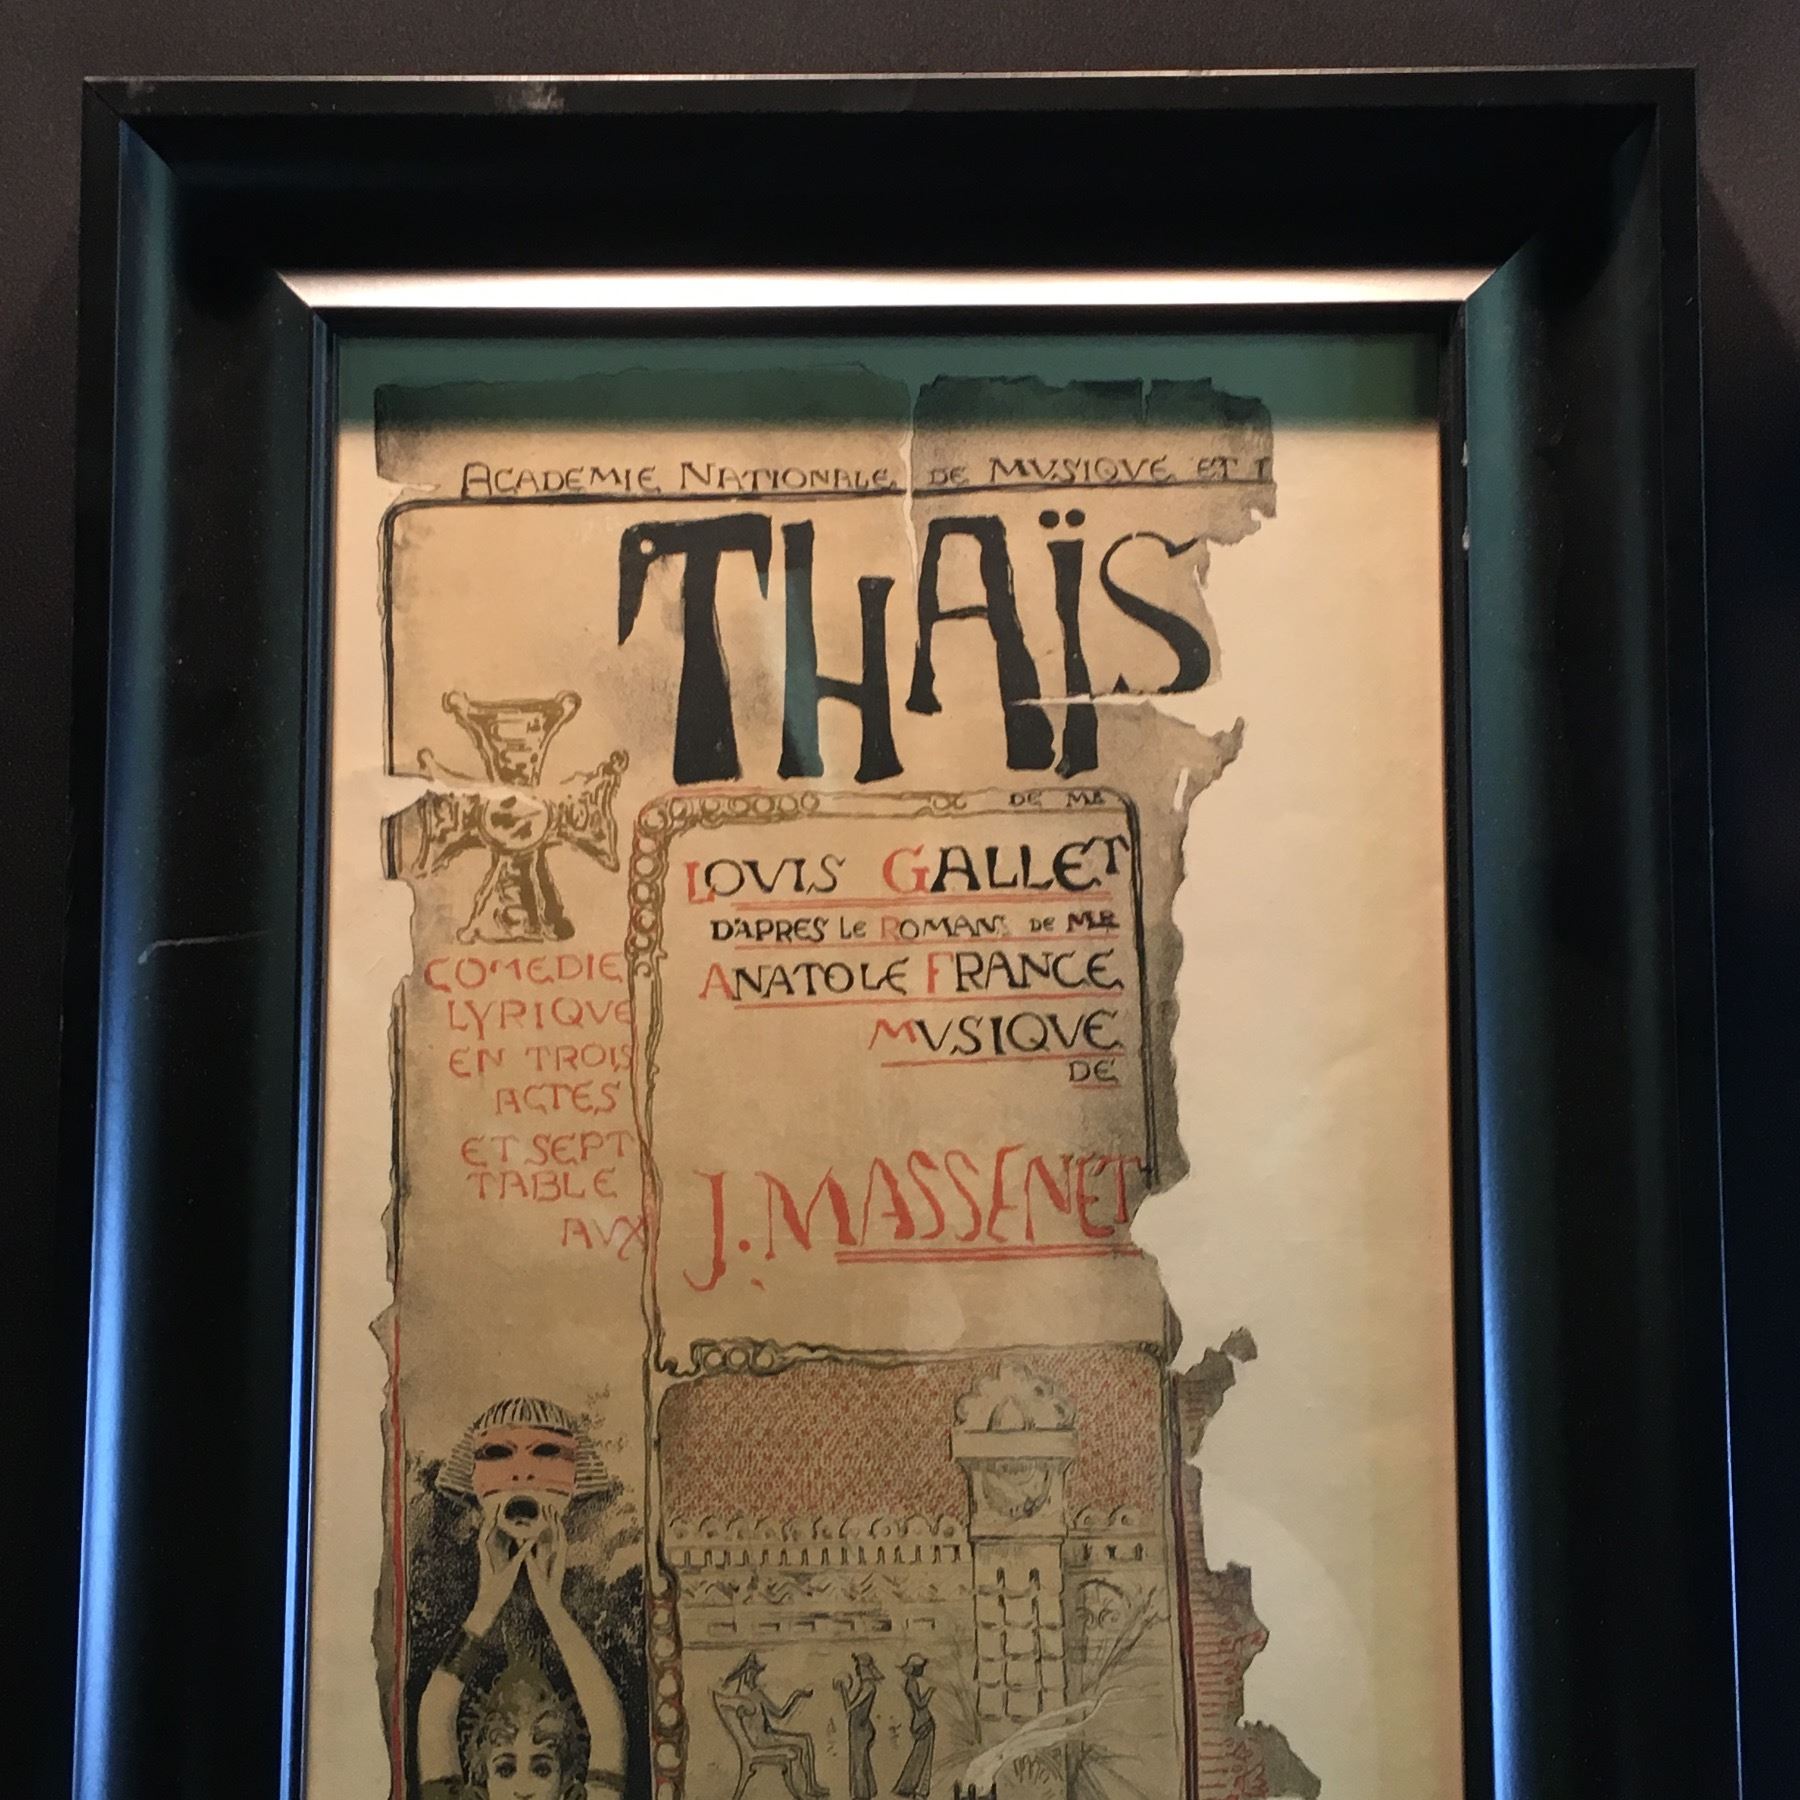 ACADEMIE NATIONALE DE MVSIQVE ET
THAÏS
DE MR
LOVIS GALLET
D'APRES LE ROMAN DE MR
ANATOLE FRANCE
MVSIQVE
DE
J. MASSENET
COMEDIE
LYRIQVE
EN TROIS
ACTES
ET SEPT
TABLE
AVX